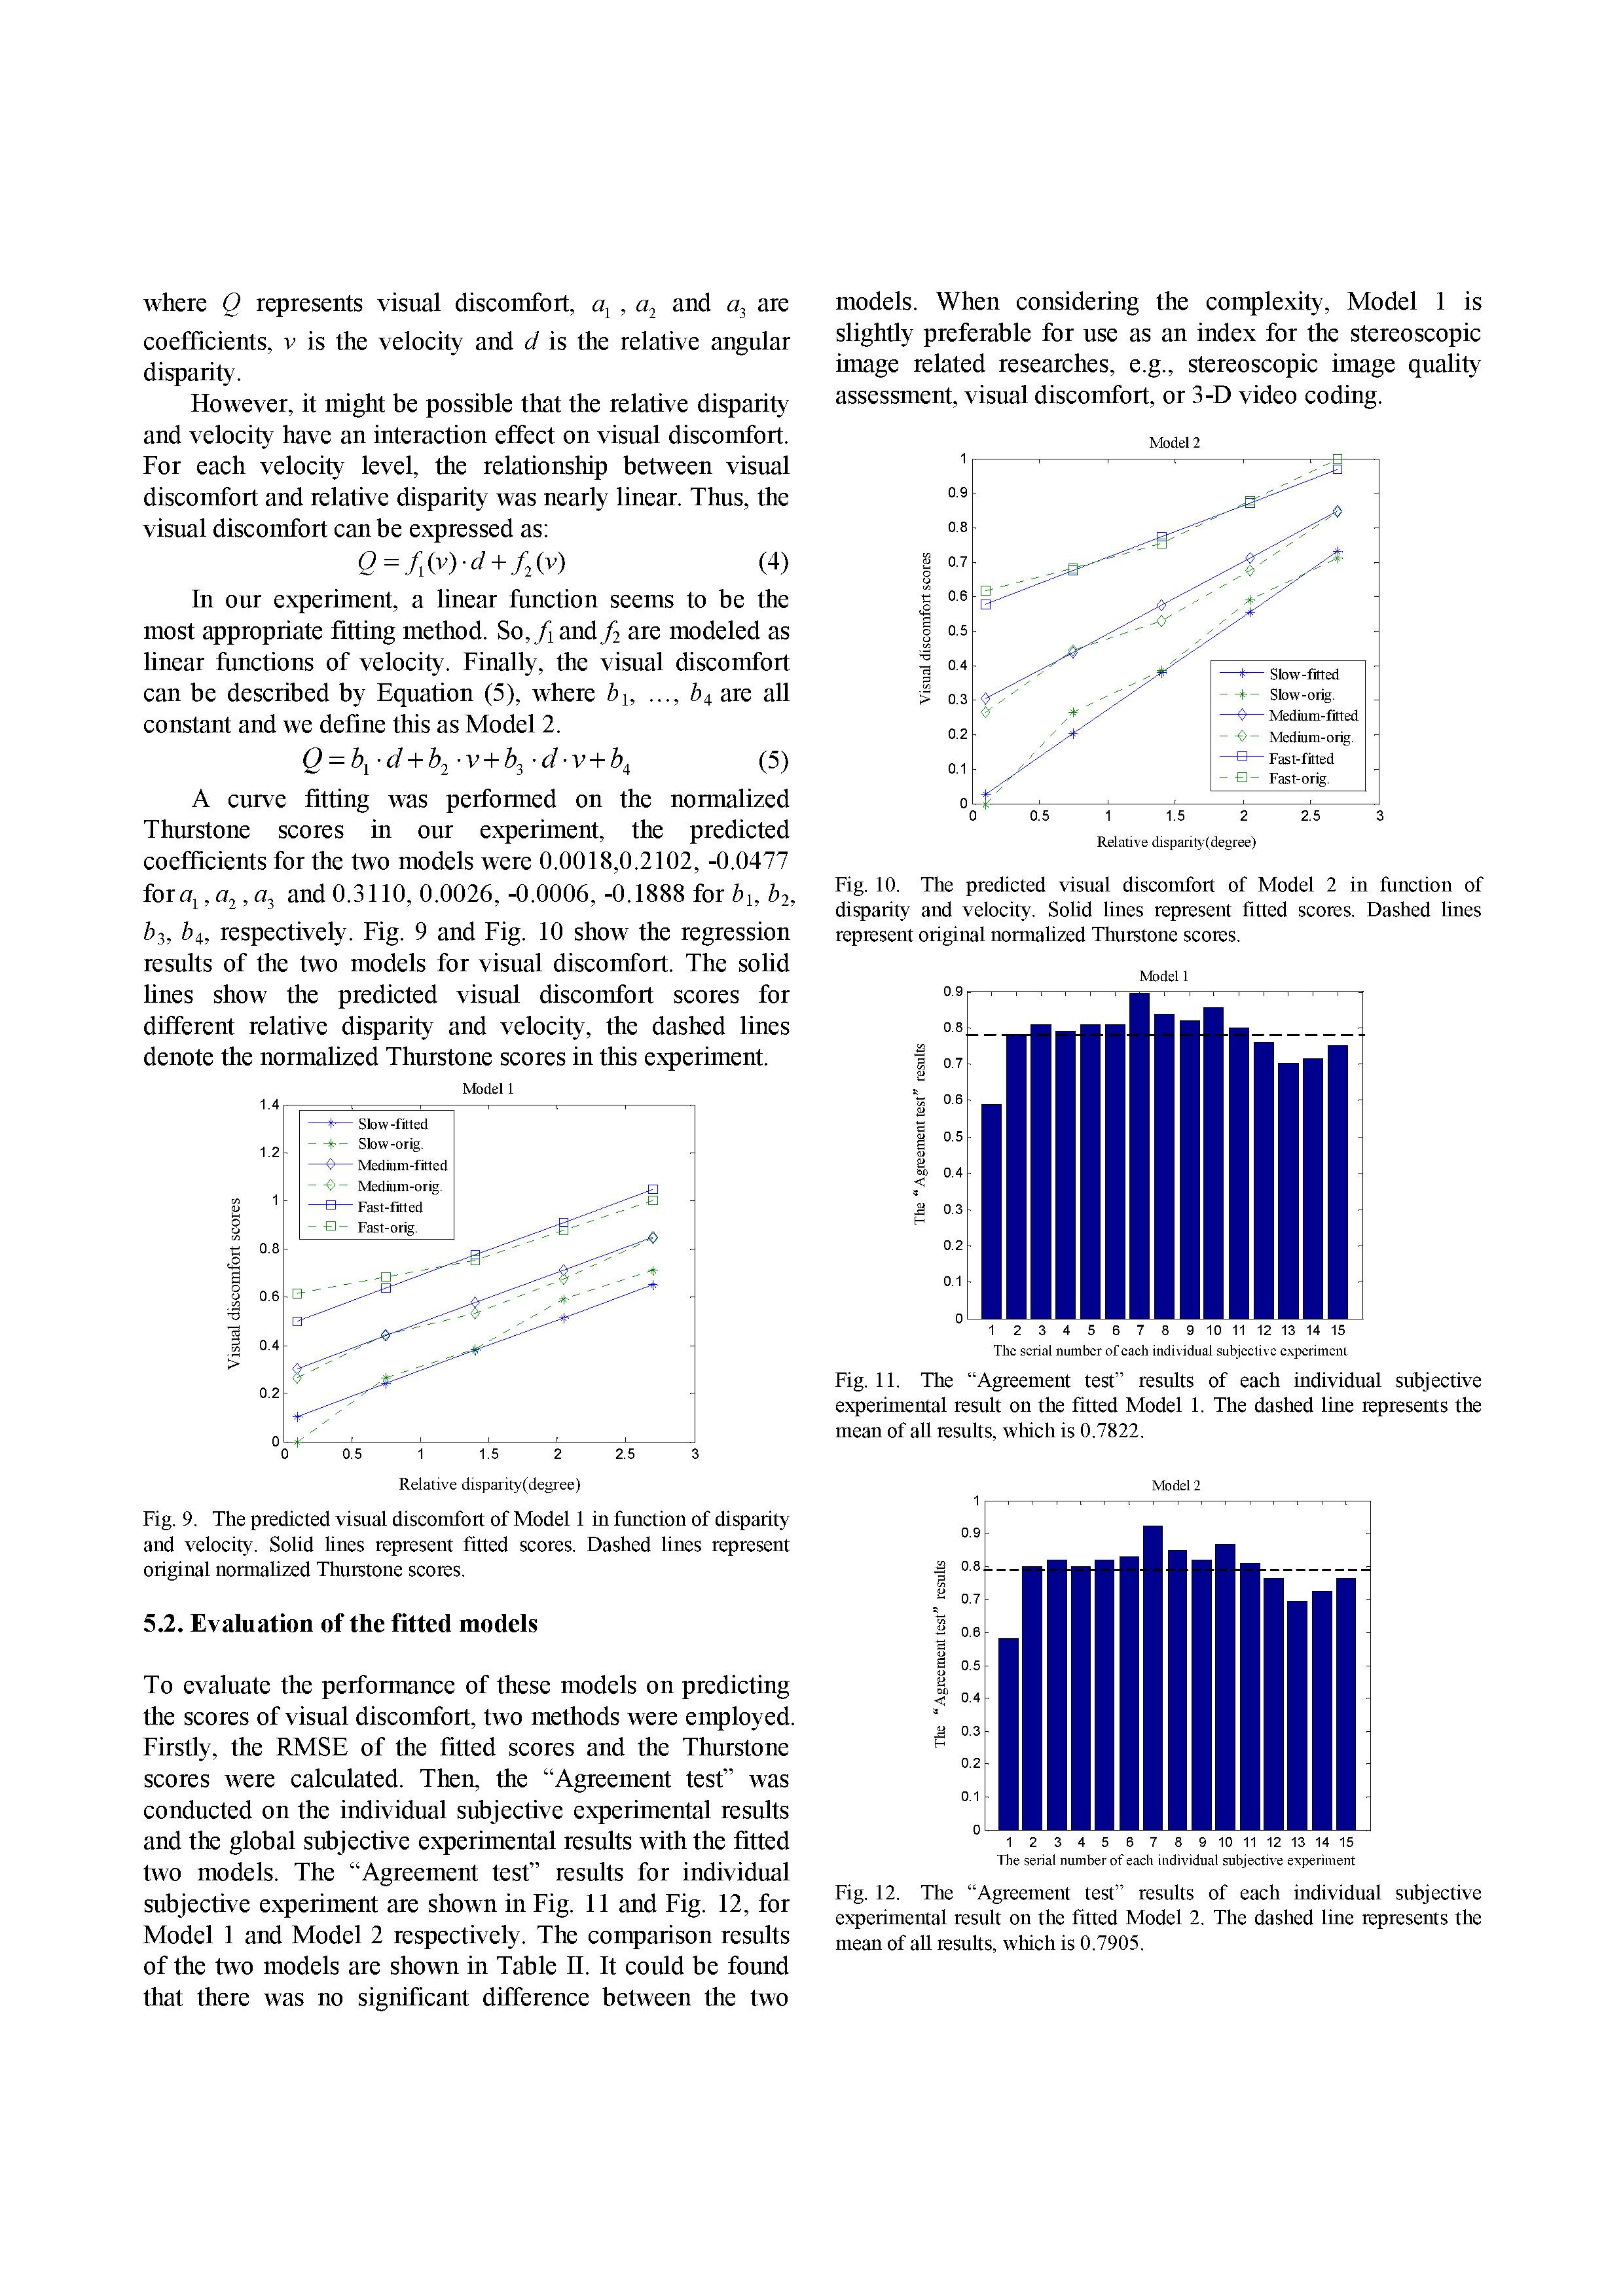 where Q represents visual discomfort, a₁ , a₂ and a₃ are
coefficients, v is the velocity and d is the relative angular
disparity.
However, it might be possible that the relative disparity
and velocity have an interaction effect on visual discomfort.
For each velocity level, the relationship between visual
discomfort and relative disparity was nearly linear. Thus, the
visual discomfort can be expressed as:
Q = f₁(v)·d + f₂(v) (4)
In our experiment, a linear function seems to be the
most appropriate fitting method. So, f₁ and f₂ are modeled as
linear functions of velocity. Finally, the visual discomfort
can be described by Equation (5), where b₁, ..., b₄ are all
constant and we define this as Model 2.
Q = b₁ ·d + b₂ ·v + b₃ ·d·v + b₄ (5)
A curve fitting was performed on the normalized
Thurstone scores in our experiment, the predicted
coefficients for the two models were 0.0018,0.2102, -0.0477
for a₁ , a₂ , a₃ and 0.3110, 0.0026, -0.0006, -0.1888 for b₁, b₂,
b₃, b₄, respectively. Fig. 9 and Fig. 10 show the regression
results of the two models for visual discomfort. The solid
lines show the predicted visual discomfort scores for
different relative disparity and velocity, the dashed lines
denote the normalized Thurstone scores in this experiment.
Model 1
1.4
1.2
1
0.8
0.6
0.4
0.2
0
Visual discomfort scores
Slow-fitted
Slow-orig.
Medium-fitted
Medium-orig.
Fast-fitted
Fast-orig.
0 0.5 1 1.5 2 2.5 3
Relative disparity(degree)
Fig. 9. The predicted visual discomfort of Model 1 in function of disparity
and velocity. Solid lines represent fitted scores. Dashed lines represent
original normalized Thurstone scores.
5.2. Evaluation of the fitted models
To evaluate the performance of these models on predicting
the scores of visual discomfort, two methods were employed.
Firstly, the RMSE of the fitted scores and the Thurstone
scores were calculated. Then, the “Agreement test” was
conducted on the individual subjective experimental results
and the global subjective experimental results with the fitted
two models. The “Agreement test” results for individual
subjective experiment are shown in Fig. 11 and Fig. 12, for
Model 1 and Model 2 respectively. The comparison results
of the two models are shown in Table II. It could be found
that there was no significant difference between the two
models. When considering the complexity, Model 1 is
slightly preferable for use as an index for the stereoscopic
image related researches, e.g., stereoscopic image quality
assessment, visual discomfort, or 3-D video coding.
Model 2
1
0.9
0.8
0.7
0.6
0.5
0.4
0.3
0.2
0.1
0
Visual discomfort scores
Slow-fitted
Slow-orig.
Medium-fitted
Medium-orig.
Fast-fitted
Fast-orig.
0 0.5 1 1.5 2 2.5 3
Relative disparity(degree)
Fig. 10. The predicted visual discomfort of Model 2 in function of
disparity and velocity. Solid lines represent fitted scores. Dashed lines
represent original normalized Thurstone scores.
Model 1
0.9
0.8
0.7
0.6
0.5
0.4
0.3
0.2
0.1
0
The “Agreement test” results
1 2 3 4 5 6 7 8 9 10 11 12 13 14 15
The serial number of each individual subjective experiment
Fig. 11. The “Agreement test” results of each individual subjective
experimental result on the fitted Model 1. The dashed line represents the
mean of all results, which is 0.7822.
Model 2
1
0.9
0.8
0.7
0.6
0.5
0.4
0.3
0.2
0.1
0
The “Agreement test” results
1 2 3 4 5 6 7 8 9 10 11 12 13 14 15
The serial number of each individual subjective experiment
Fig. 12. The “Agreement test” results of each individual subjective
experimental result on the fitted Model 2. The dashed line represents the
mean of all results, which is 0.7905.